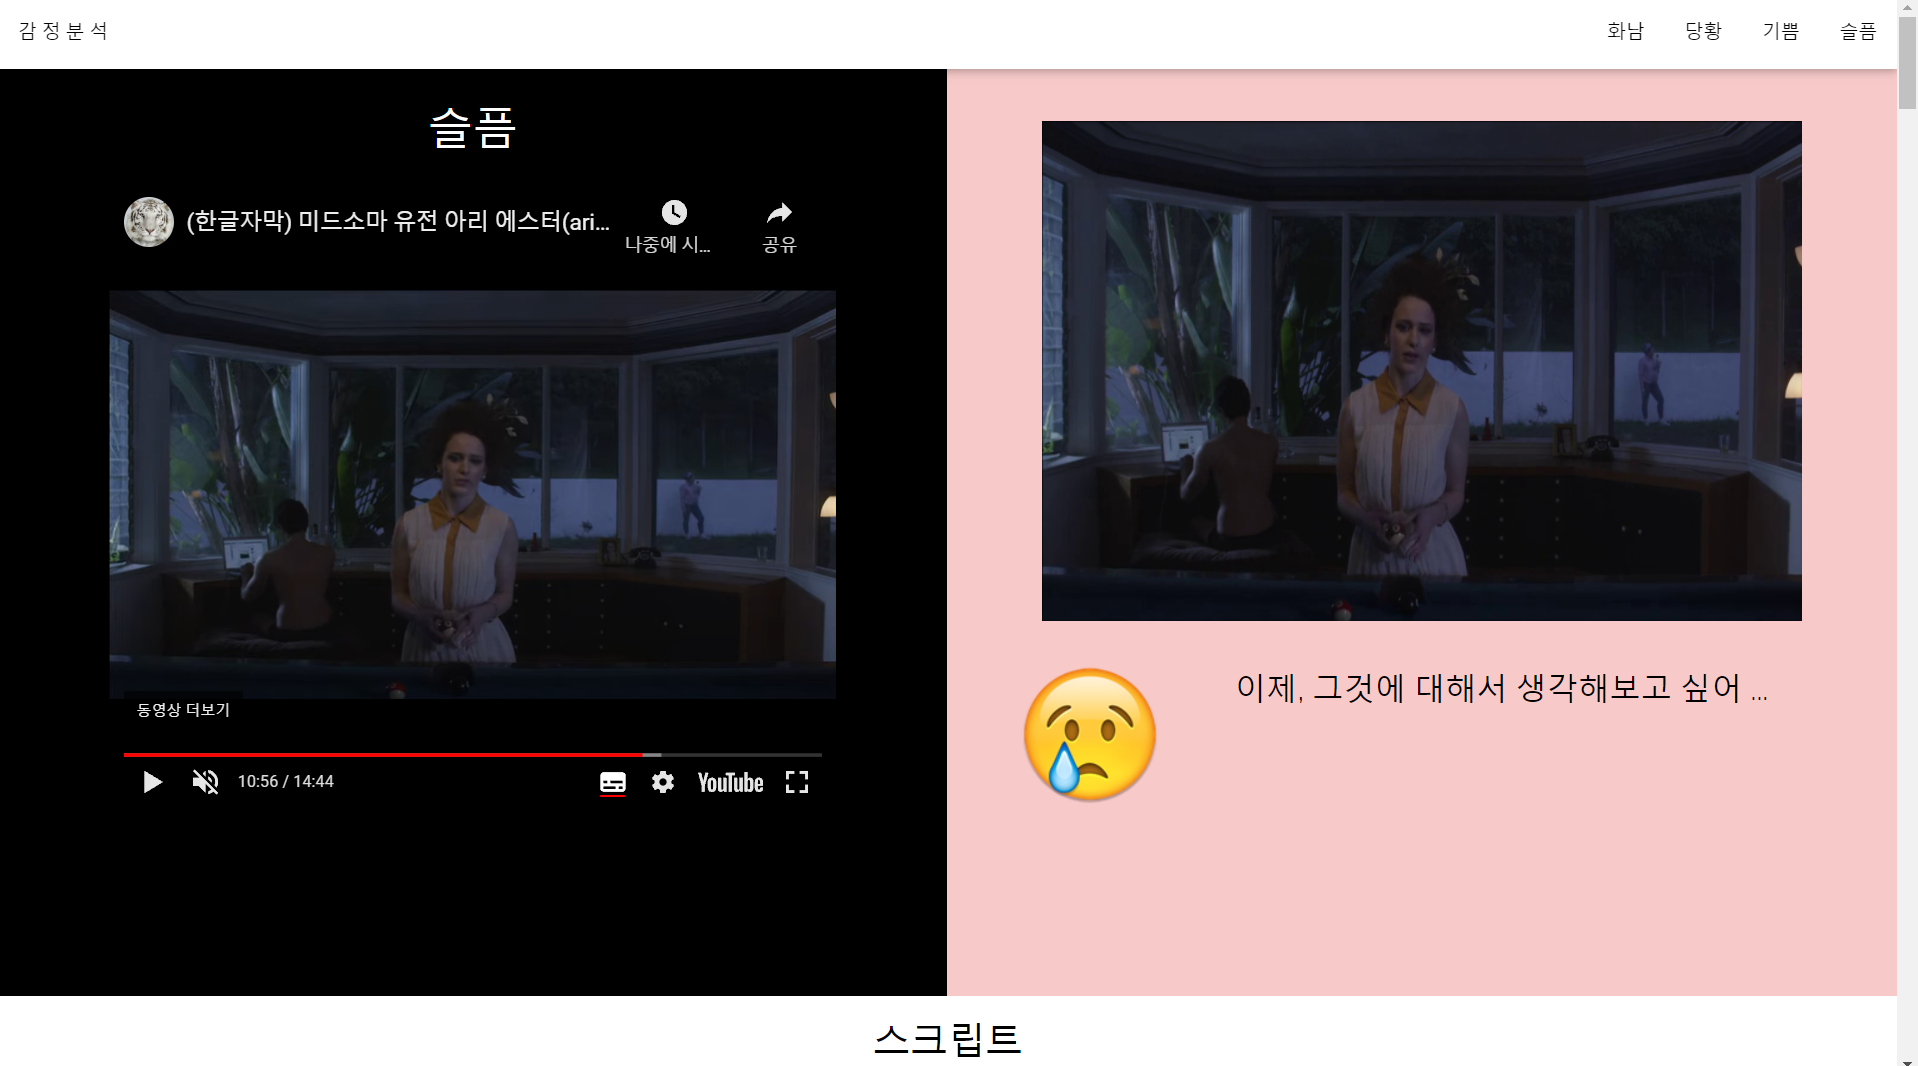 감 정 분 석
화남
당황
기쁨
슬픔
슬픔
(한글자막) 미드소마 유전 아리 에스터(ari...
나중에 시...
공유
동영상 더보기
10:56 / 14:44
YouTube
이제, 그것에 대해서 생각해보고 싶어 ...
스크립트